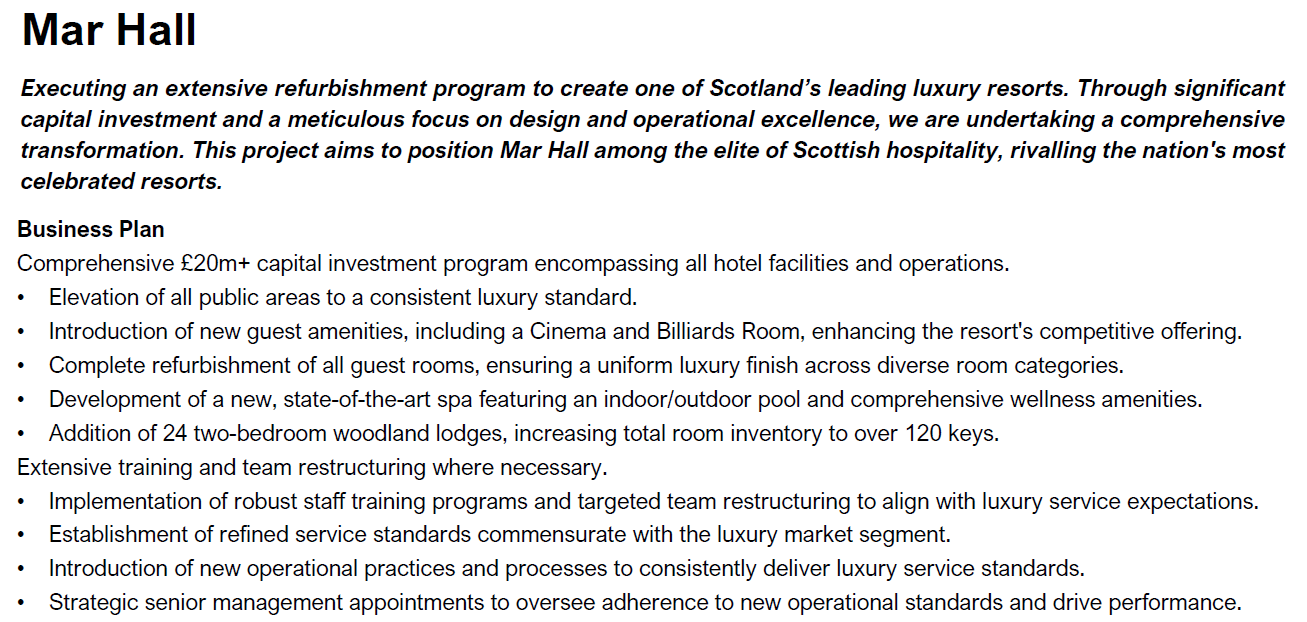 Mar Hall
Executing an extensive refurbishment program to create one of Scotland’s leading luxury resorts. Through significant
capital investment and a meticulous focus on design and operational excellence, we are undertaking a comprehensive
transformation. This project aims to position Mar Hall among the elite of Scottish hospitality, rivalling the nation's most
celebrated resorts.
Business Plan
Comprehensive £20m+ capital investment program encompassing all hotel facilities and operations.
• Elevation of all public areas to a consistent luxury standard.
• Introduction of new guest amenities, including a Cinema and Billiards Room, enhancing the resort's competitive offering.
• Complete refurbishment of all guest rooms, ensuring a uniform luxury finish across diverse room categories.
• Development of a new, state-of-the-art spa featuring an indoor/outdoor pool and comprehensive wellness amenities.
• Addition of 24 two-bedroom woodland lodges, increasing total room inventory to over 120 keys.
Extensive training and team restructuring where necessary.
• Implementation of robust staff training programs and targeted team restructuring to align with luxury service expectations.
• Establishment of refined service standards commensurate with the luxury market segment.
• Introduction of new operational practices and processes to consistently deliver luxury service standards.
• Strategic senior management appointments to oversee adherence to new operational standards and drive performance.